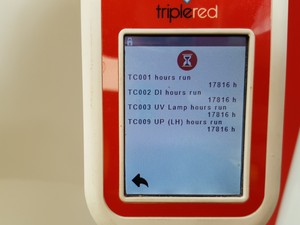 triplered
TC001 hours run
17816 h
TC002 DI hours run
17816 h
TC003 UV Lamp hours run
17816 h
TC009 UP (LH) hours run
17816 h